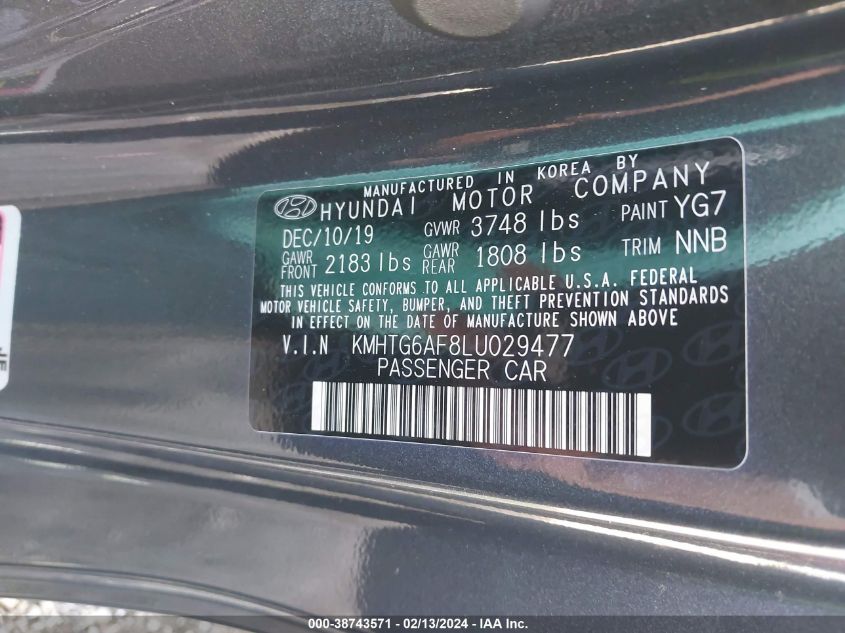 MANUFACTURED IN KOREA BY
HYUNDAI MOTOR COMPANY
DEC/10/19 GVWR 3748 lbs PAINT YG7
GAWR FRONT 2183 lbs GAWR REAR 1808 lbs TRIM NNB
THIS VEHICLE CONFORMS TO ALL APPLICABLE U.S.A. FEDERAL
MOTOR VEHICLE SAFETY, BUMPER, AND THEFT PREVENTION STANDARDS
IN EFFECT ON THE DATE OF MANUFACTURE SHOWN ABOVE
V.I.N KMHTG6AF8LU029477
PASSENGER CAR
000-38743571 - 02/13/2024 - IAA Inc.